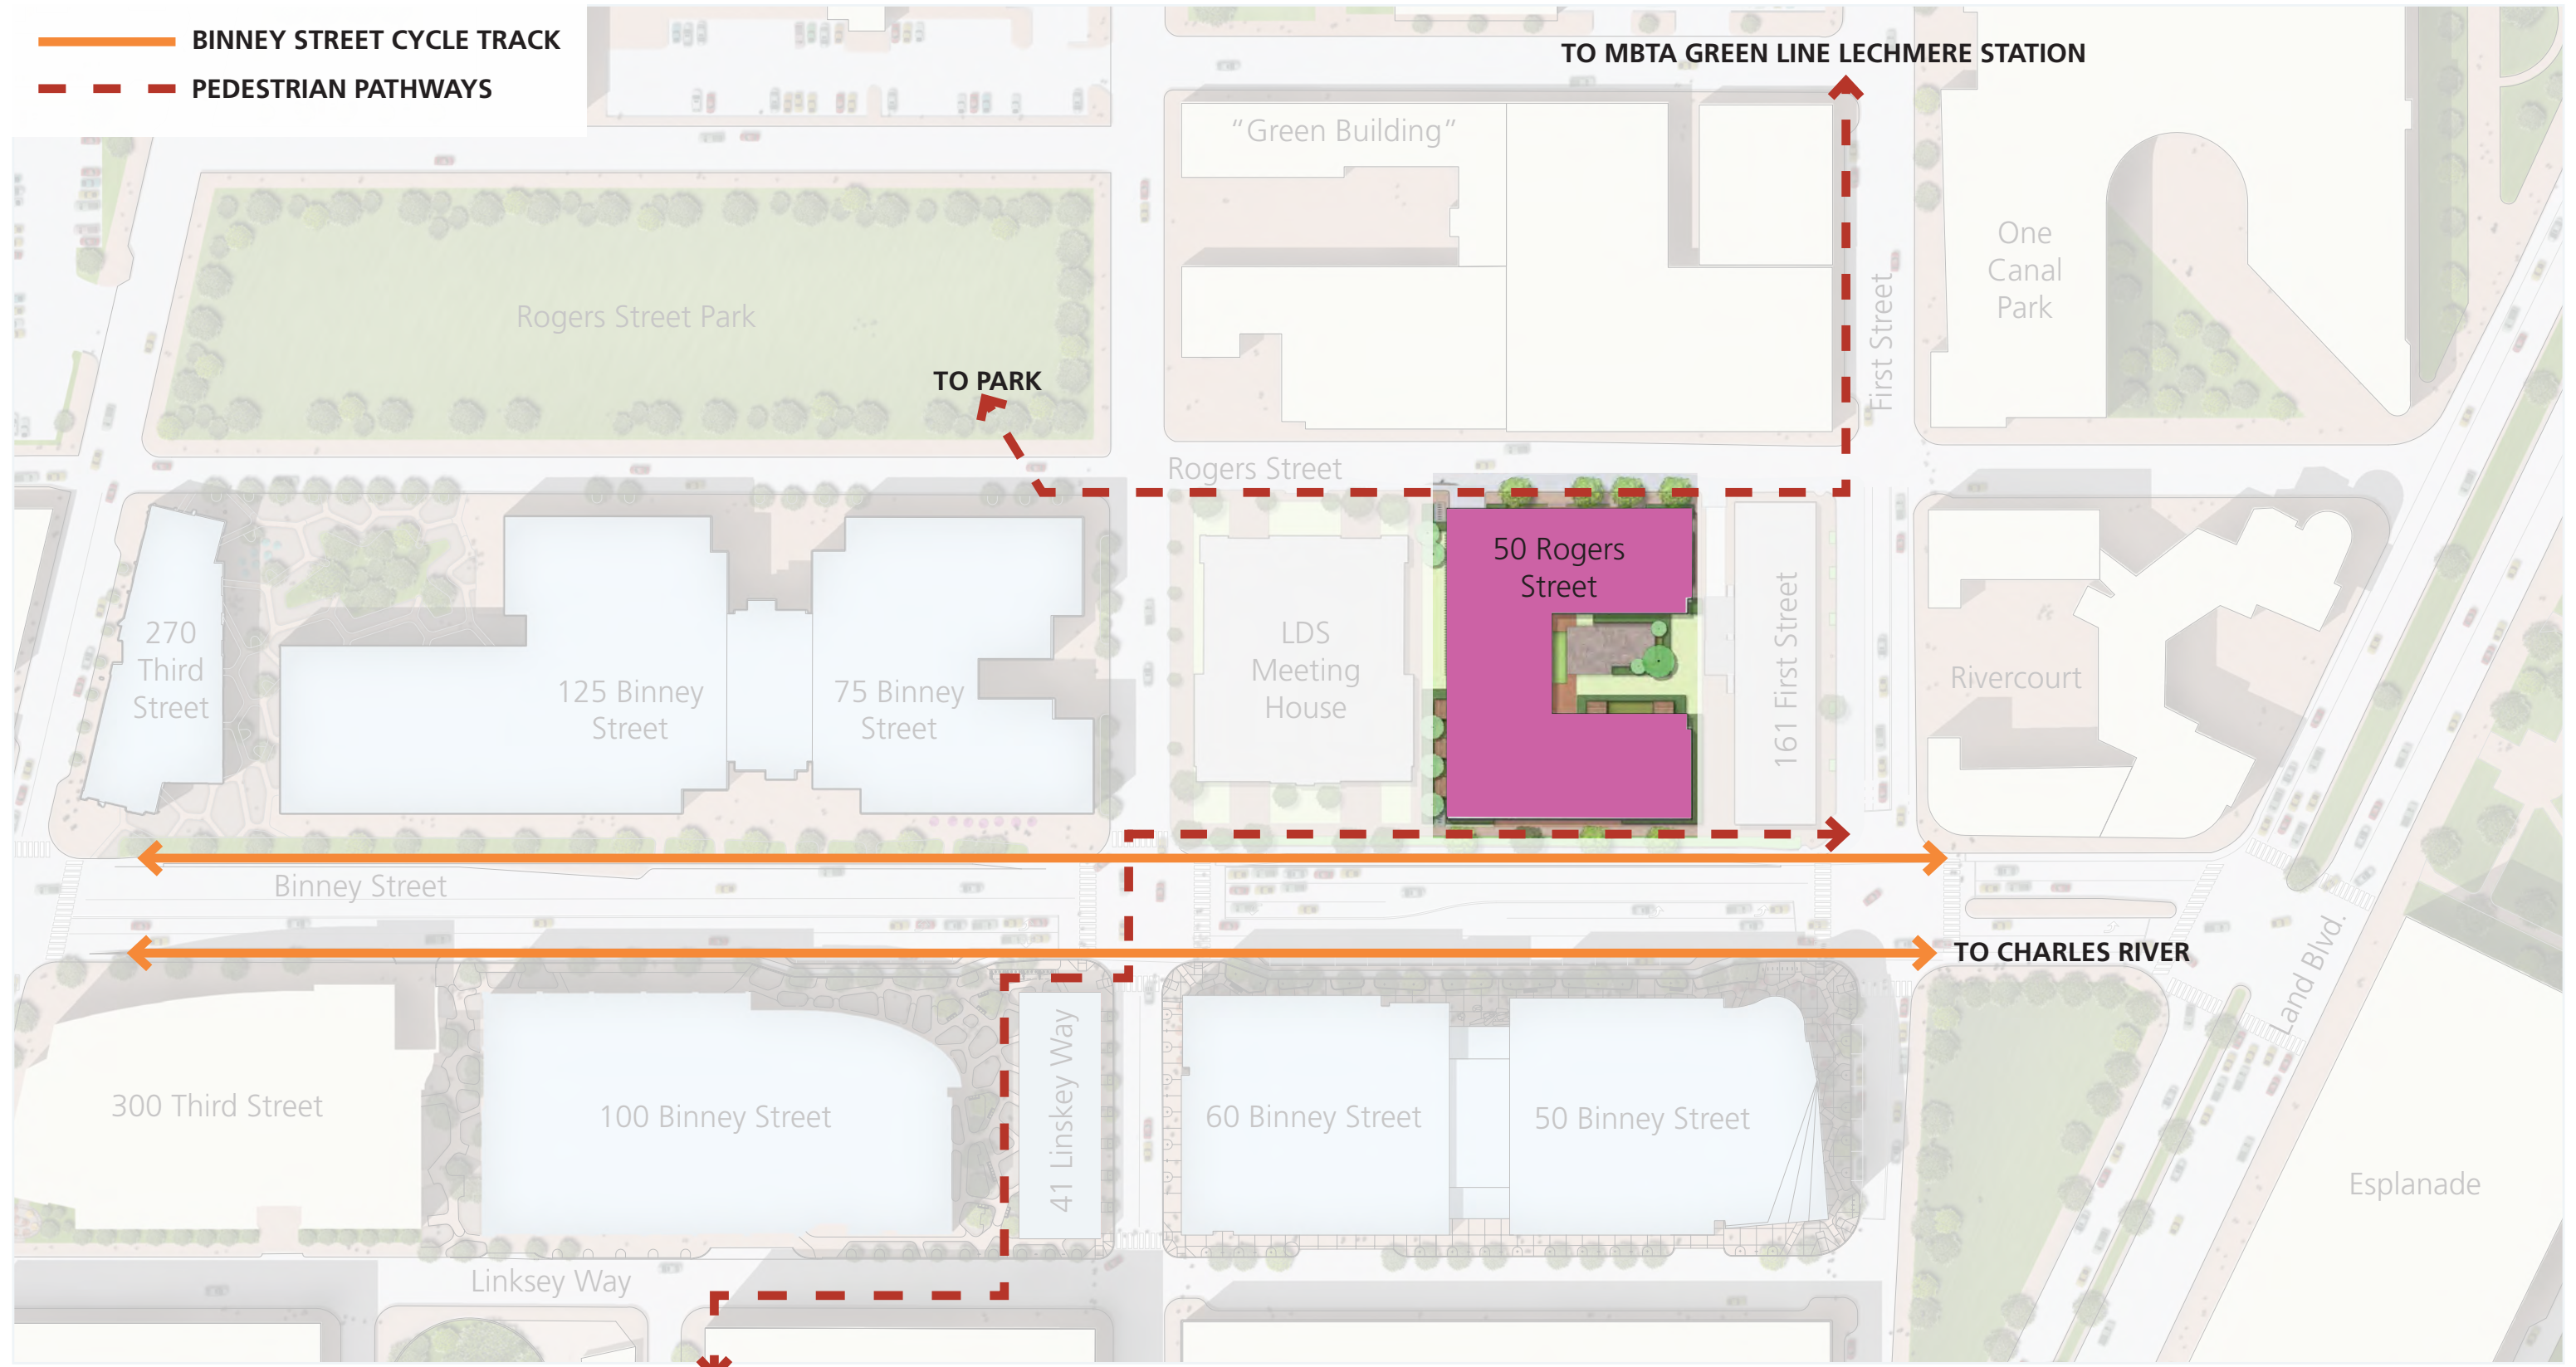 BINNEY STREET CYCLE TRACK
PEDESTRIAN PATHWAYS
TO MBTA GREEN LINE LECHMERE STATION
“Green Building”
One
Canal
Park
First Street
Rogers Street Park
TO PARK
Rogers Street
50 Rogers
Street
270
Third
Street
125 Binney
Street
75 Binney
Street
LDS
Meeting
House
161 First Street
Rivercourt
Binney Street
TO CHARLES RIVER
Land Blvd.
300 Third Street
100 Binney Street
41 Linskey Way
60 Binney Street
50 Binney Street
Esplanade
Linksey Way